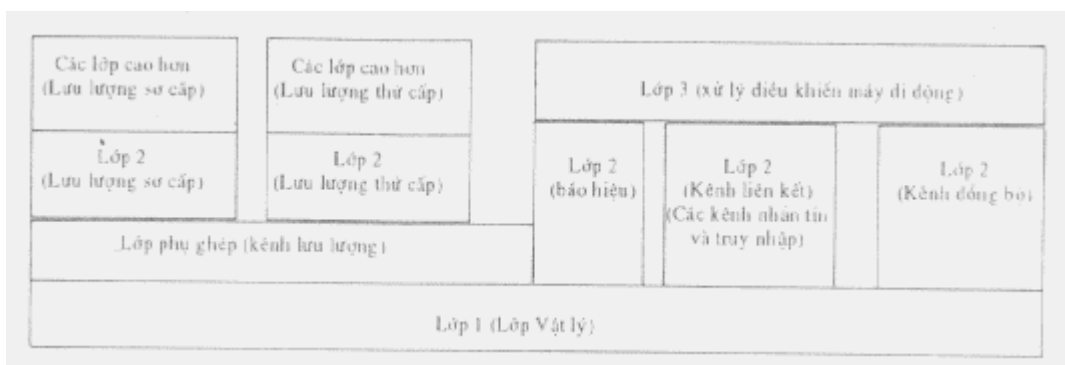 Các lớp cao hơn
(Lưu lượng sơ cấp)
Các lớp cao hơn
(Lưu lượng thứ cấp)
Lớp 3 (xử lý điều khiển máy di động)
Lớp 2
(Lưu lượng sơ cấp)
Lớp 2
(Lưu lượng thứ cấp)
Lớp 2
(báo hiệu)
Lớp 2
(Kênh liên kết)
(Các kênh nhắn tin
và truy nhập)
Lớp 2
(Kênh đồng bộ)
Lớp phụ ghép (kênh lưu lượng)
Lớp 1 (Lớp Vật lý)